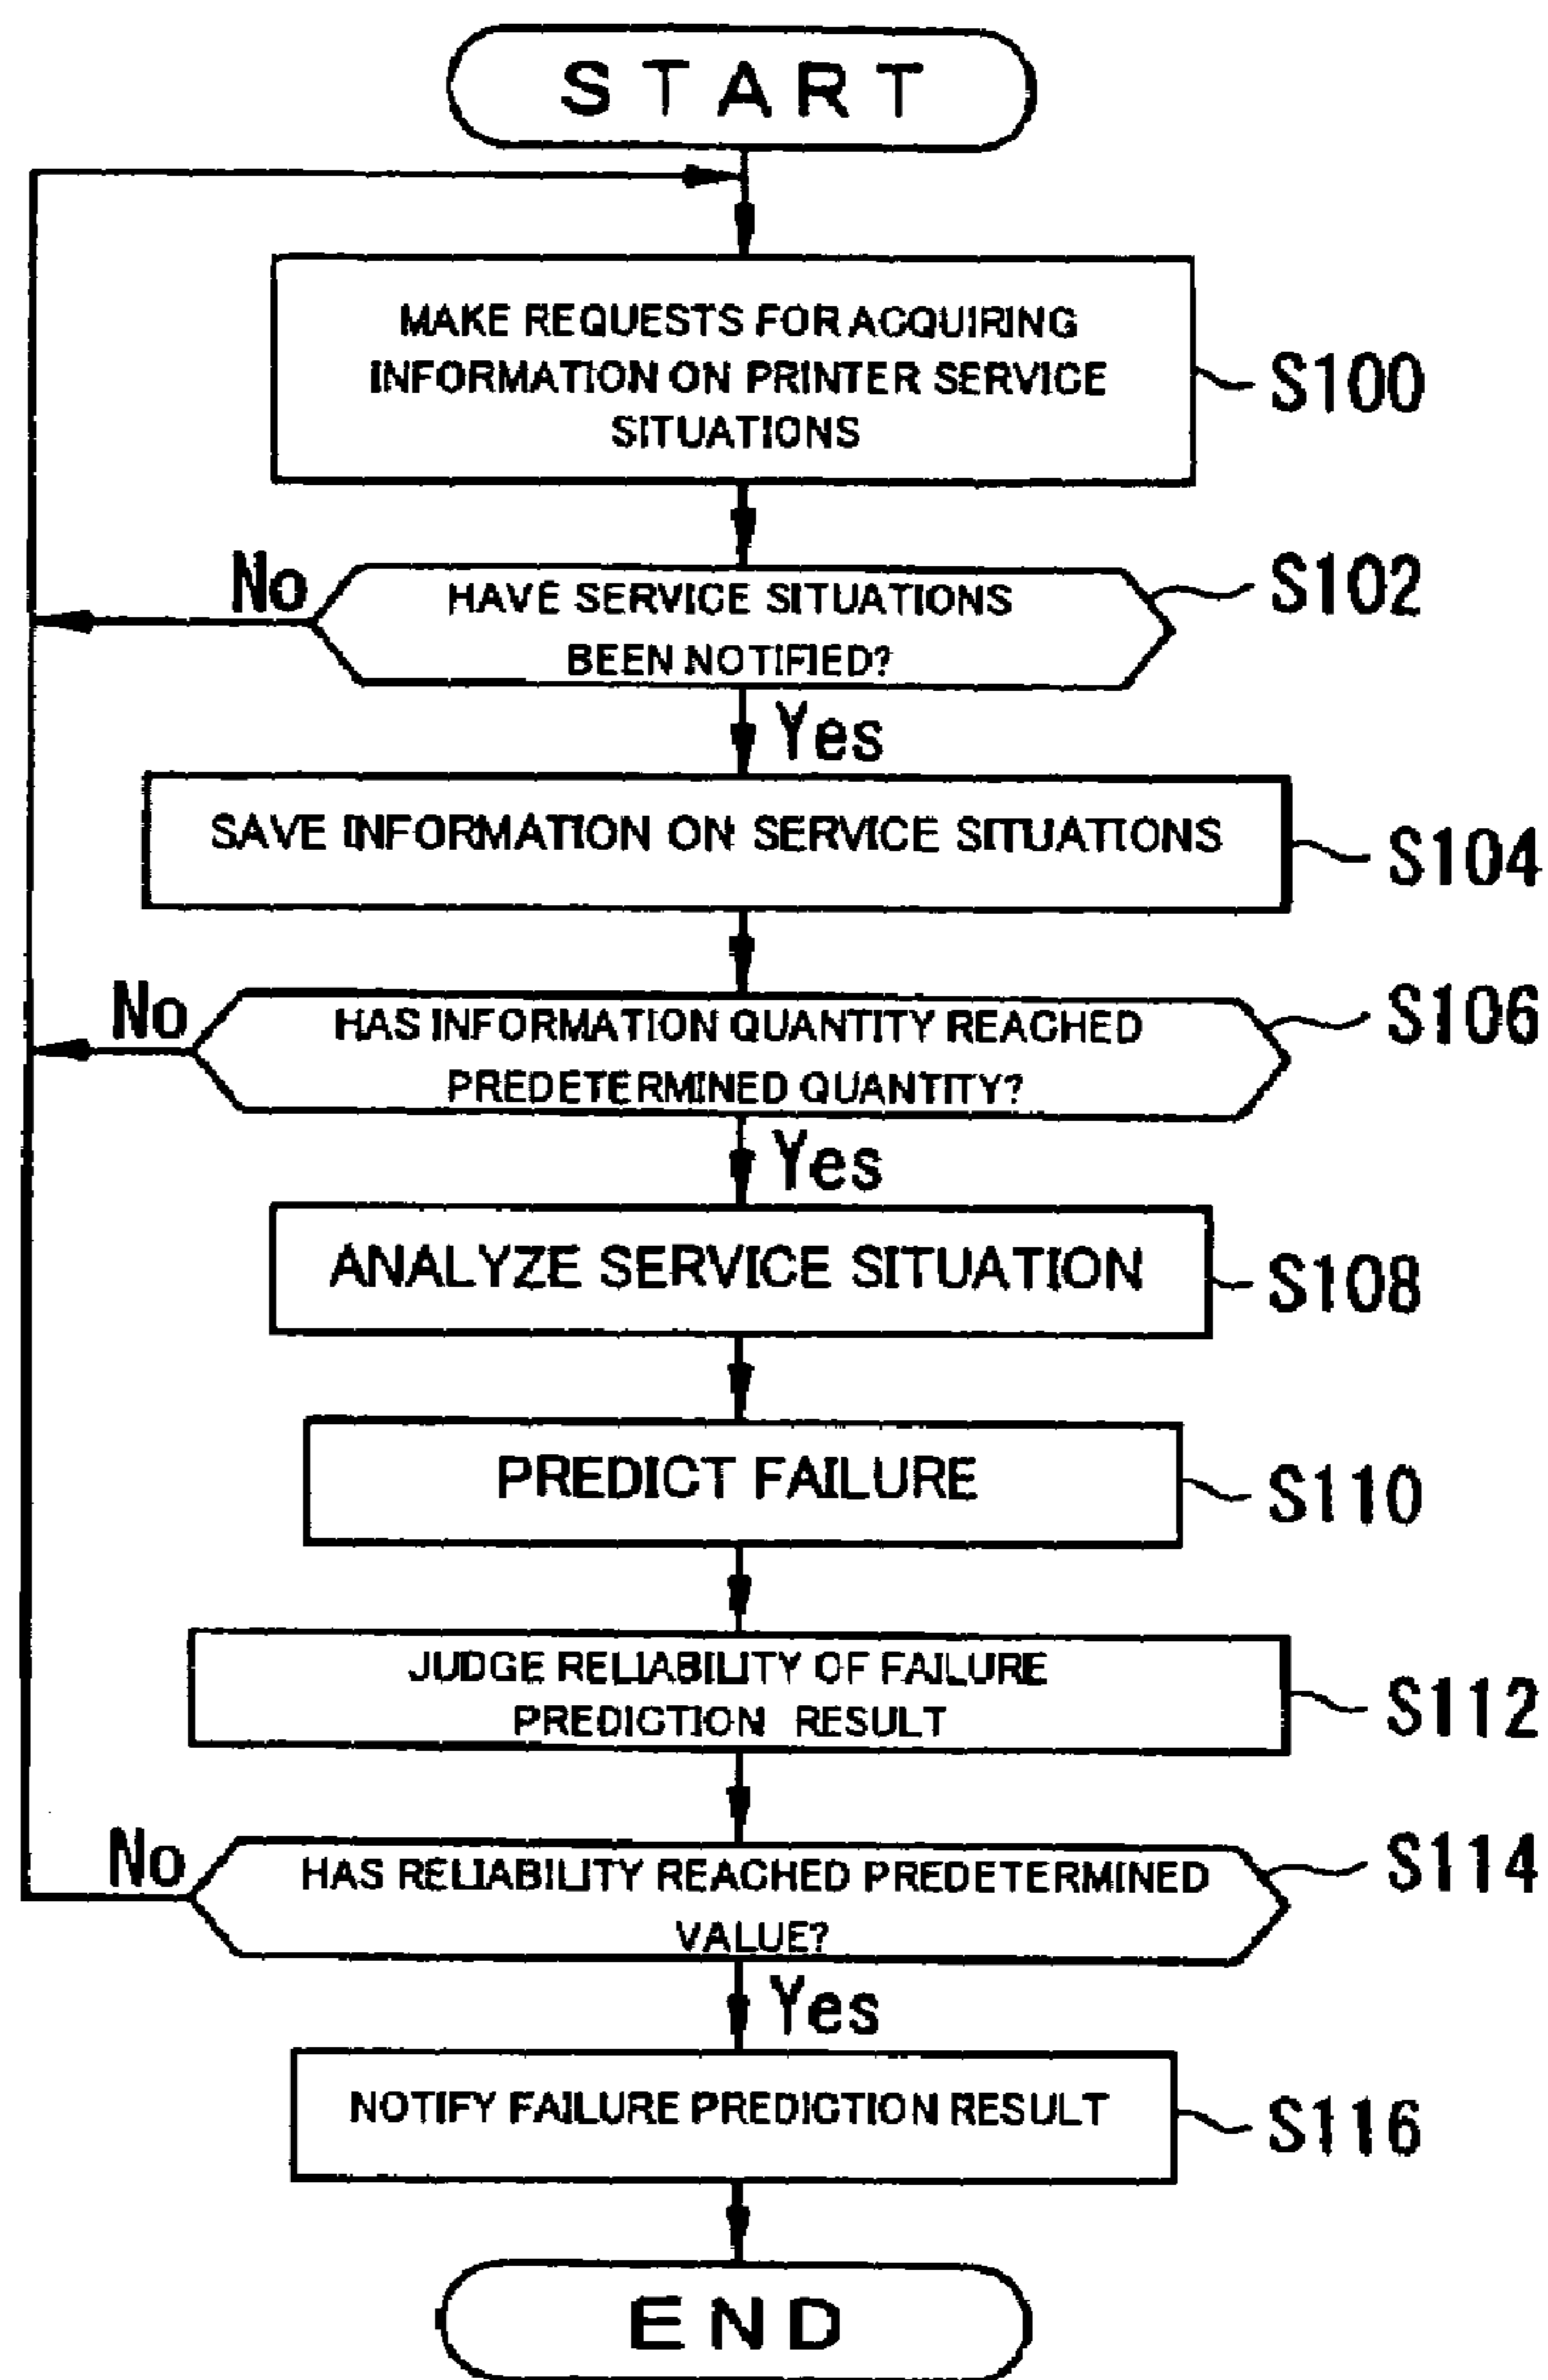 START
MAKE REQUESTS FOR ACQUIRING
INFORMATION ON PRINTER SERVICE
SITUATIONS
S100
No
HAVE SERVICE SITUATIONS
BEEN NOTIFIED?
S102
Yes
SAVE INFORMATION ON SERVICE SITUATIONS
S104
No
HAS INFORMATION QUANTITY REACHED
PREDETERMINED QUANTITY?
S106
Yes
ANALYZE SERVICE SITUATION
S108
PREDICT FAILURE
S110
JUDGE RELIABILITY OF FAILURE
PREDICTION RESULT
S112
No
HAS RELIABILITY REACHED PREDETERMINED
VALUE?
S114
Yes
NOTIFY FAILURE PREDICTION RESULT
S116
END